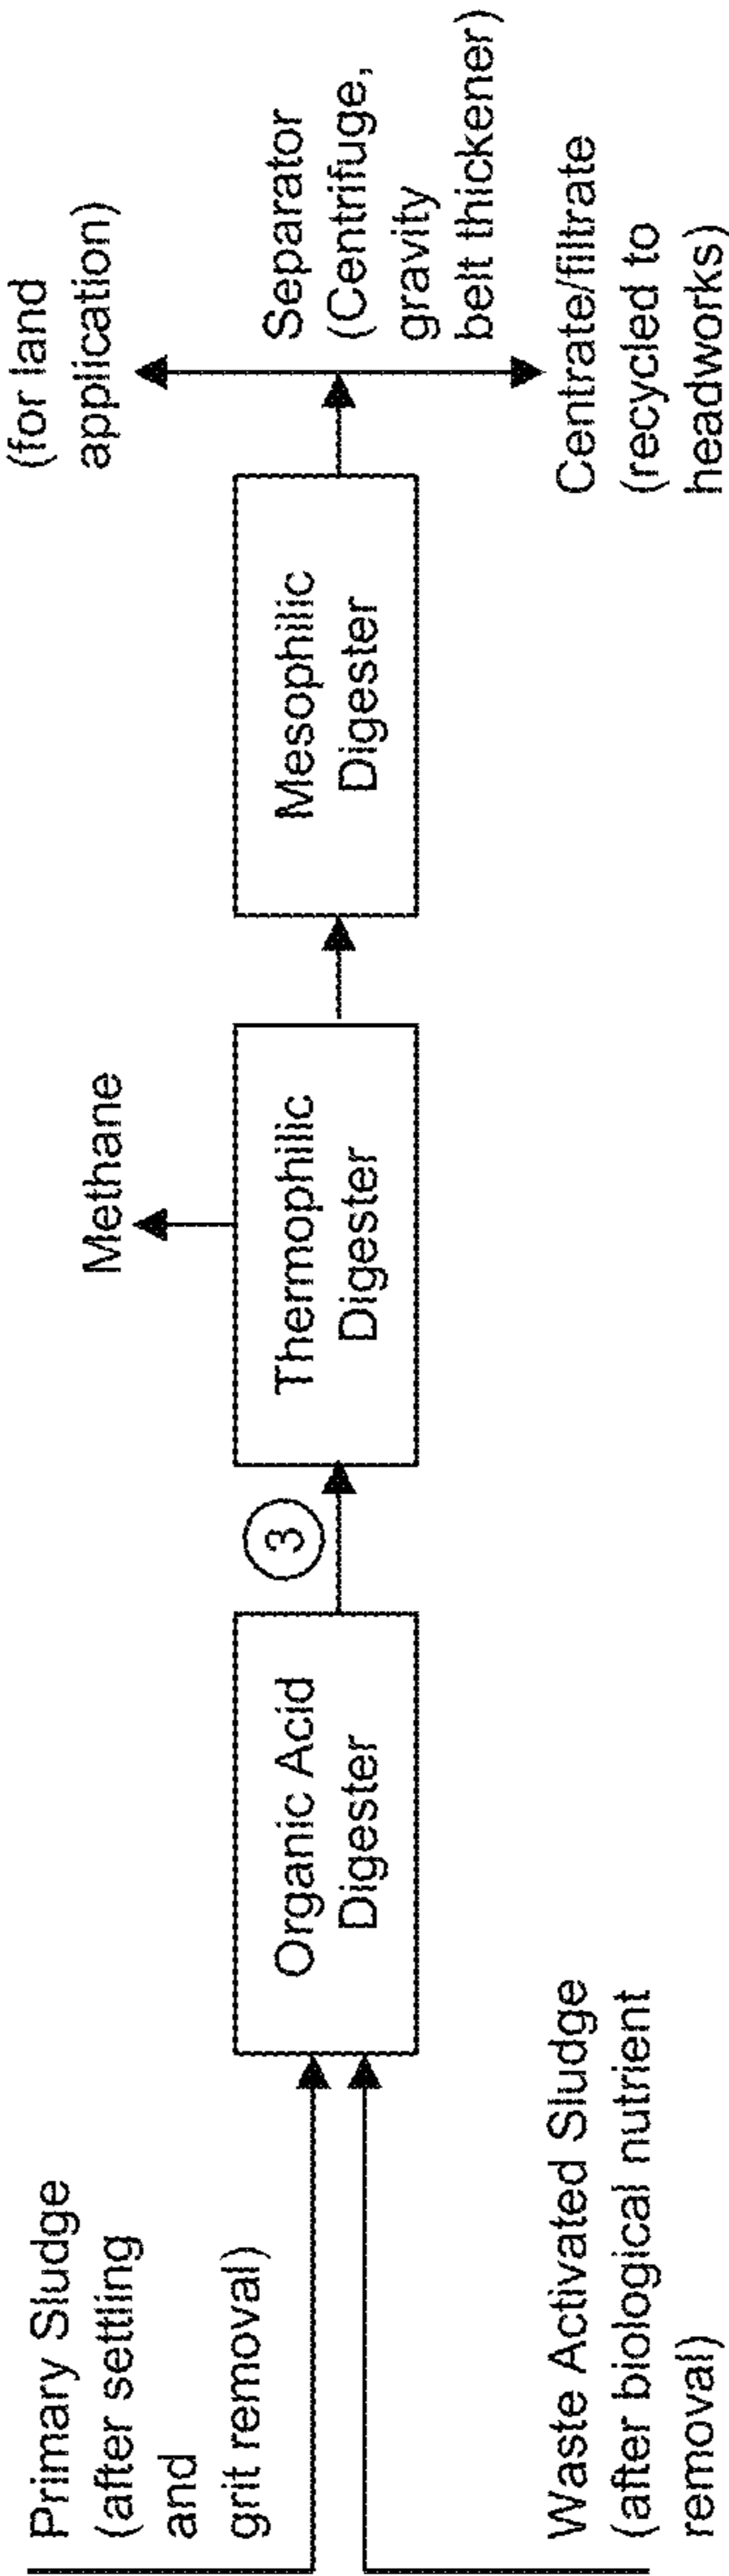 Primary Sludge
(after settling
and
grit removal)
Waste Activated Sludge
(after biological nutrient
removal)
Organic Acid
Digester
3
Thermophilic
Digester
Methane
Mesophilic
Digester
(for land
application)
Separator
(Centrifuge,
gravity
belt thickener)
Centrate/filtrate
(recycled to
headworks)